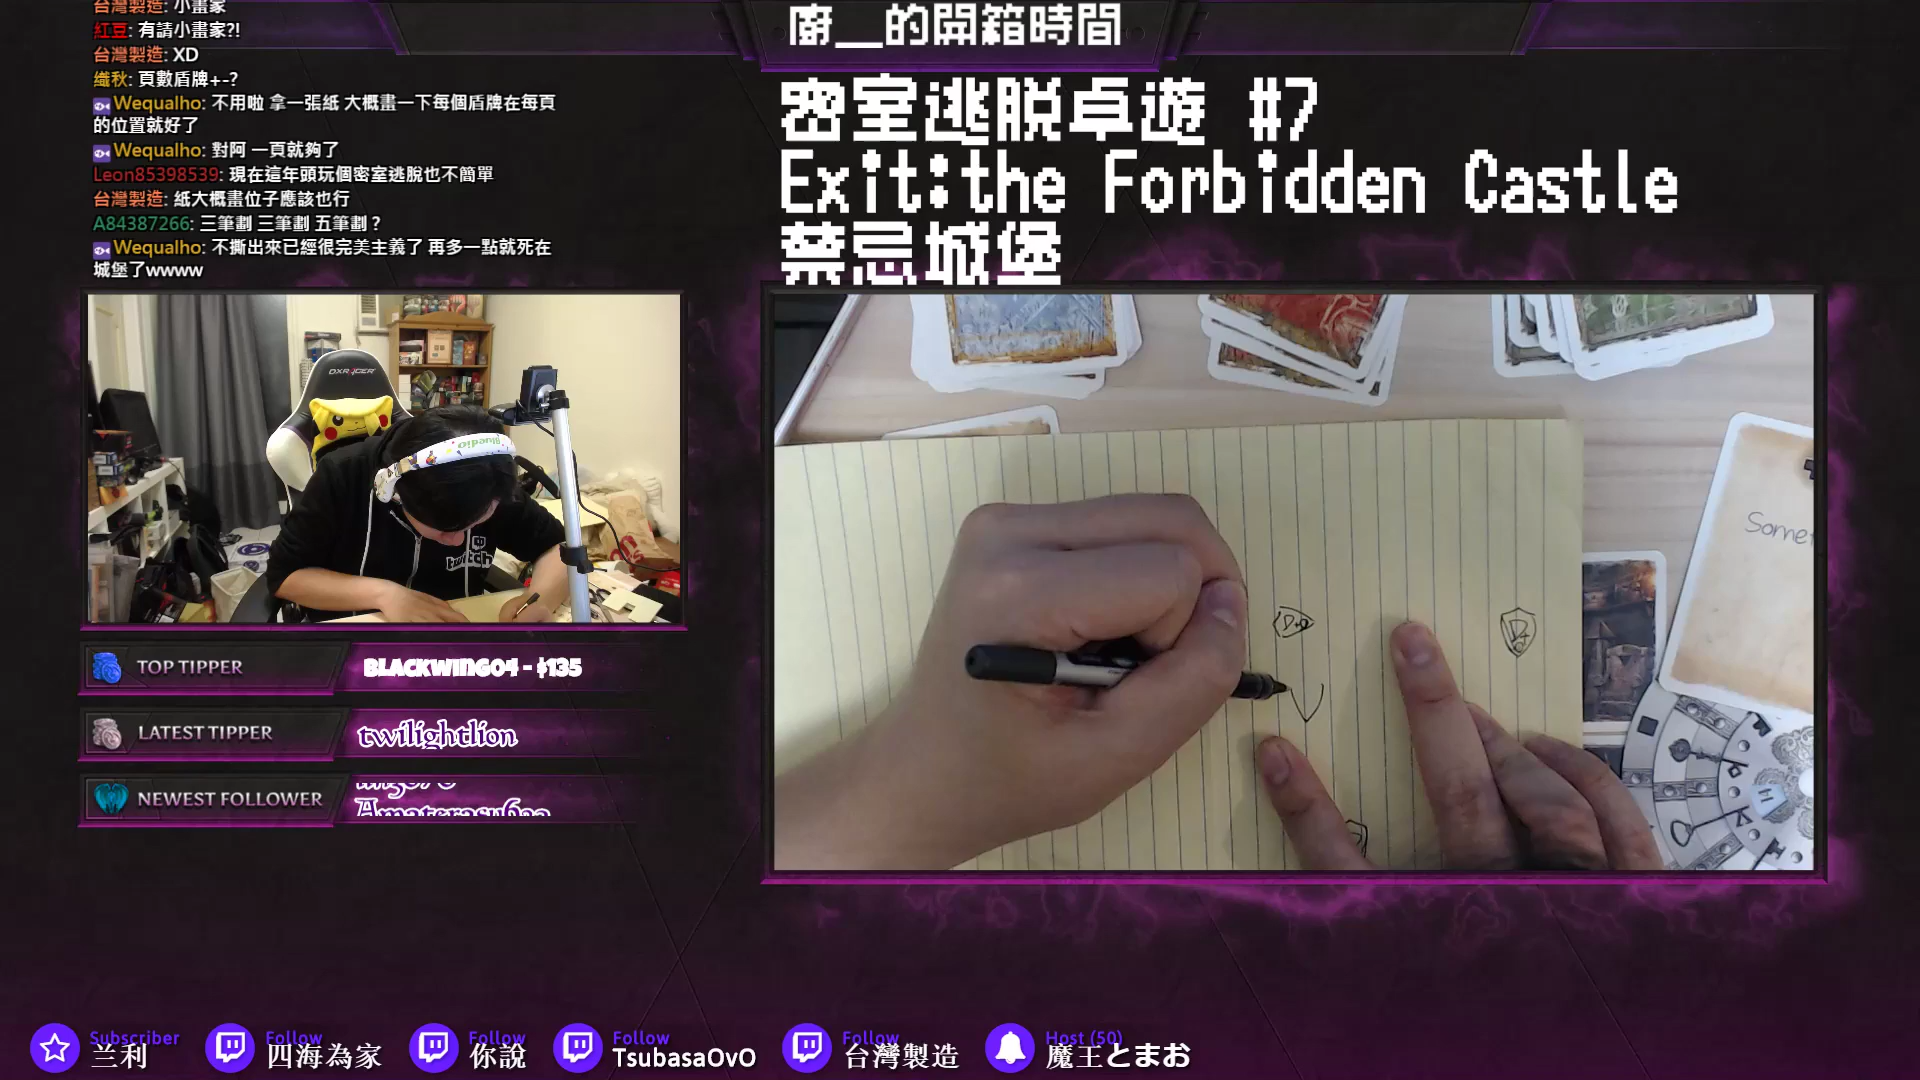 台灣製造: 小畫家
紅豆: 有請小畫家?!
台灣製造: XD
織秋: 頁數盾牌+-?
Wequalho: 不用啦 拿一張紙 大概畫一下每個盾牌在每頁
的位置就好了
Wequalho: 對阿 一頁就夠了
Leon85398539: 現在這年頭玩個密室逃脫也不簡單
台灣製造: 紙大概畫位子應該也行
A84387266: 三筆劃 三筆劃 五筆劃 ?
Wequalho: 不撕出來已經很完美主義了 再多一點就死在
城堡了wwww
廚__的開箱時間
密室逃脫卓遊 #7
Exit:the Forbidden Castle
禁忌城堡
DXRACER
Bluedio
twitch
Somet
TOP TIPPER
BLACKWING04 - $135
LATEST TIPPER
twilightlion
NEWEST FOLLOWER
Subscriber
兰利
Follow
四海為家
Follow
你說
Follow
TsubasaOvO
Follow
台灣製造
Host (50)
魔王とまお